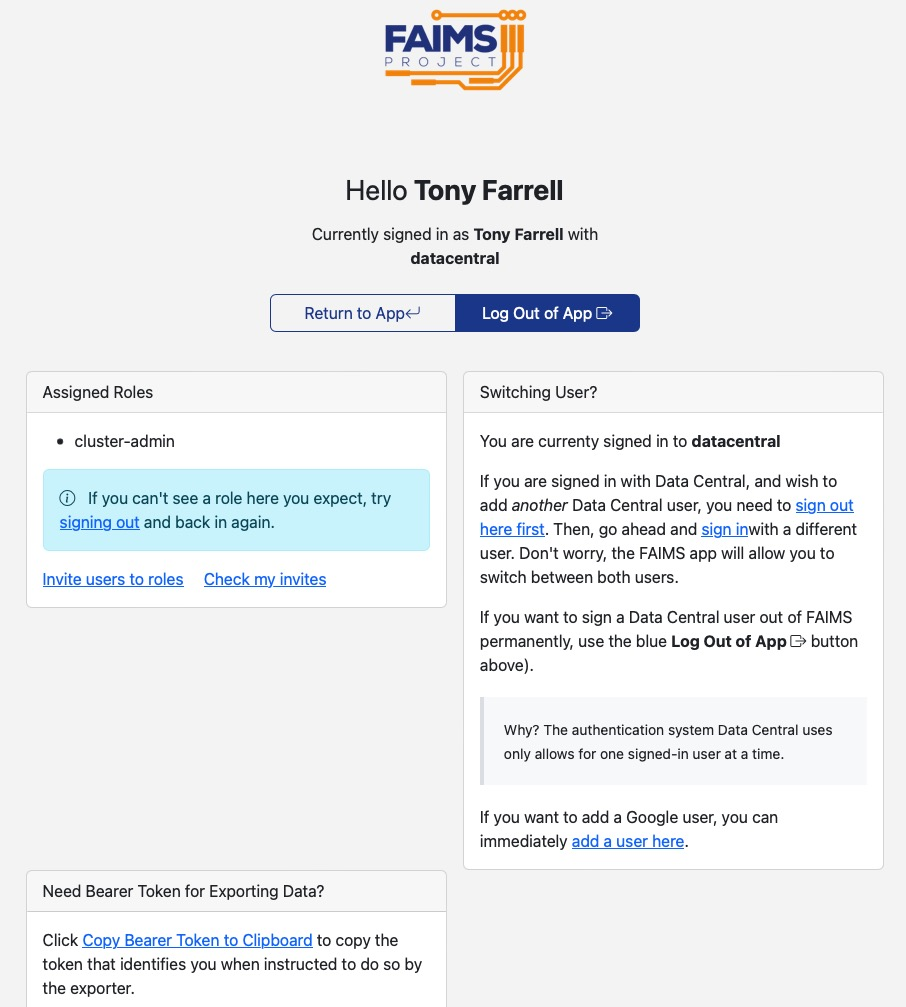 FAIMS
PROJECT
Hello Tony Farrell
Currently signed in as Tony Farrell with
datacentral
Return to App
Log Out of App
Assigned Roles
cluster-admin
If you can't see a role here you expect, try
signing out and back in again.
Invite users to roles
Check my invites
Switching User?
You are currenty signed in to datacentral
If you are signed in with Data Central, and wish to
add another Data Central user, you need to sign out
here first. Then, go ahead and sign inwith a different
user. Don't worry, the FAIMS app will allow you to
switch between both users.
If you want to sign a Data Central user out of FAIMS
permanently, use the blue Log Out of App button
above).
Why? The authentication system Data Central uses
only allows for one signed-in user at a time.
If you want to add a Google user, you can
immediately add a user here.
Need Bearer Token for Exporting Data?
Click Copy Bearer Token to Clipboard to copy the
token that identifies you when instructed to do so by
the exporter.